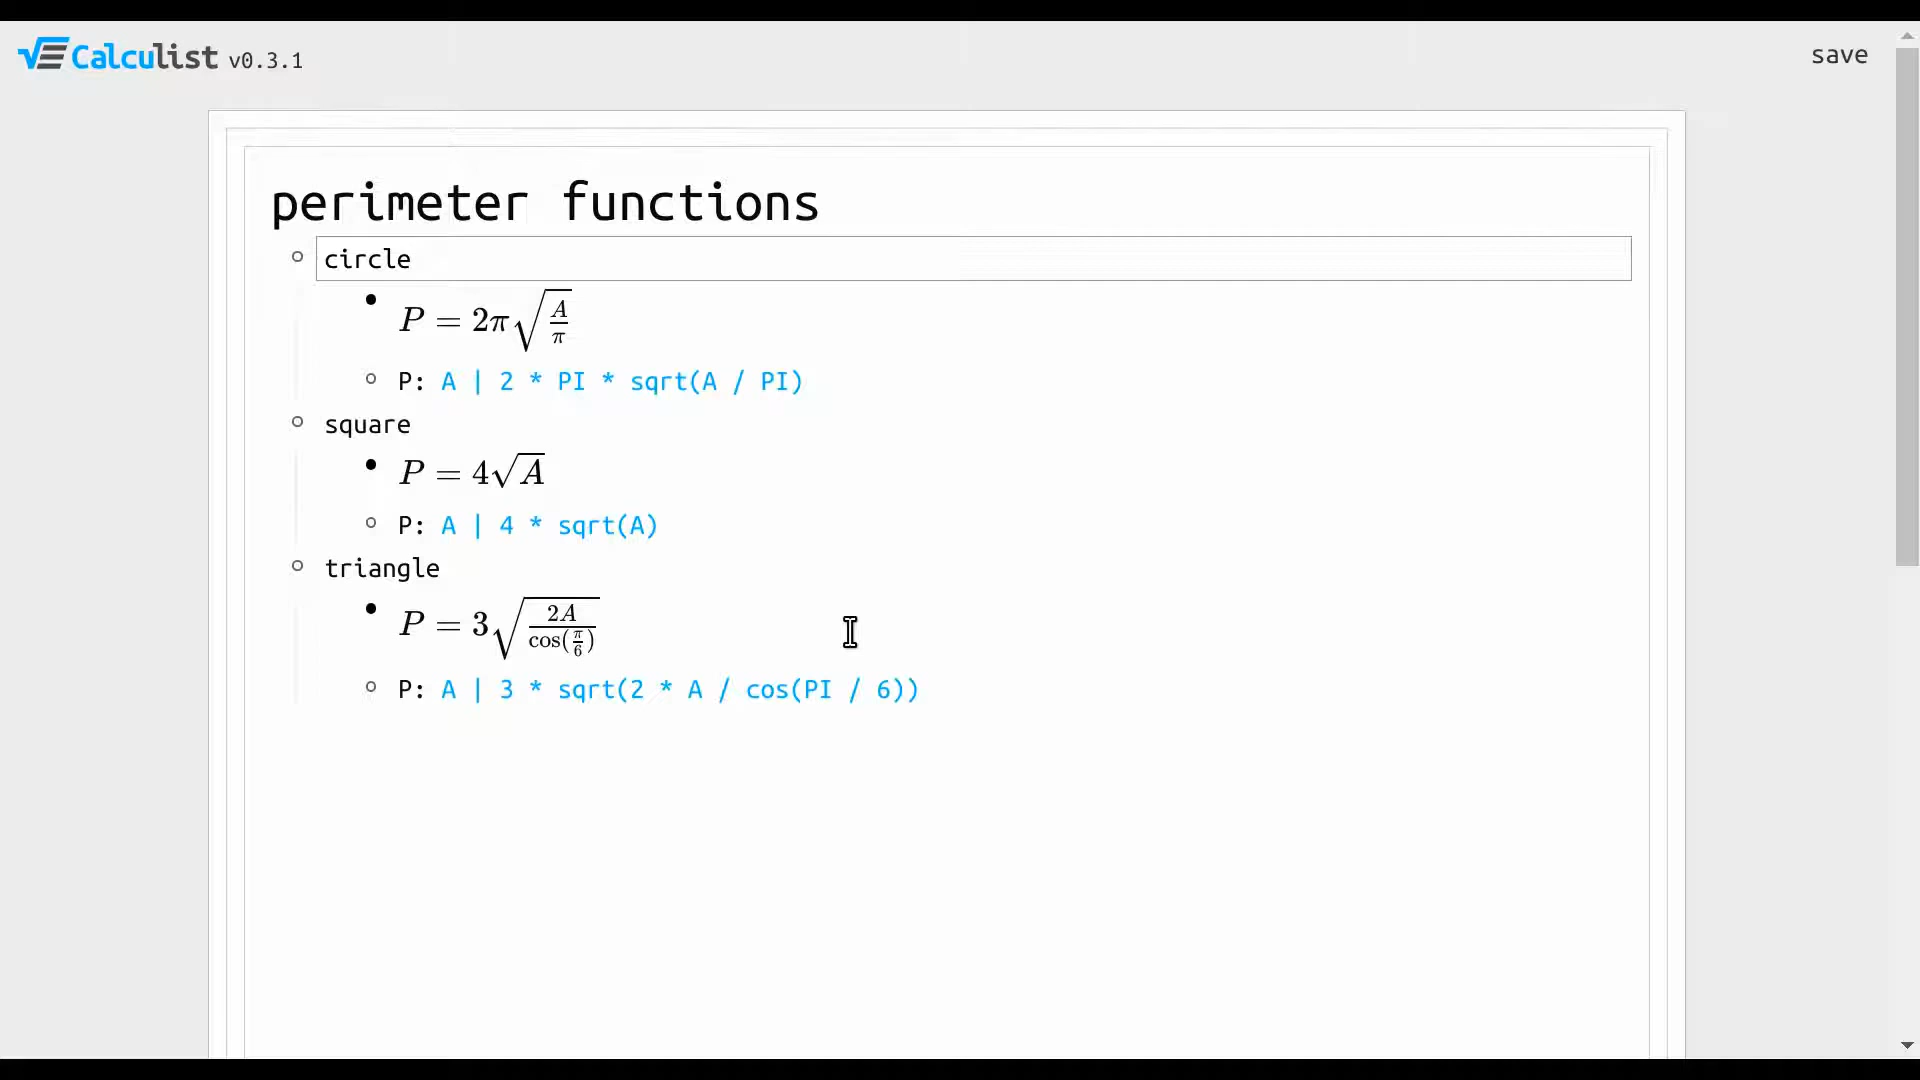 Calculist v0.3.1
save
perimeter functions
circle
P = 2π√(A/π)
P: A | 2 * PI * sqrt(A / PI)
square
P = 4√A
P: A | 4 * sqrt(A)
triangle
P = 3√(2A/cos(π/6))
P: A | 3 * sqrt(2 * A / cos(PI / 6))